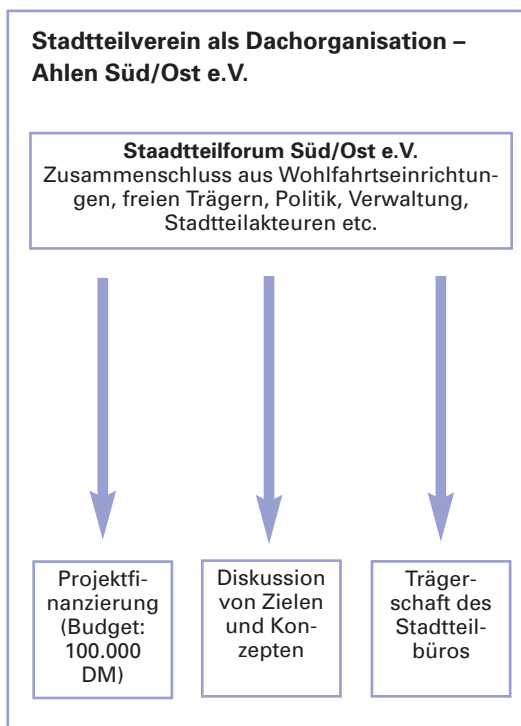 Stadtteilverein als Dachorganisation –
Ahlen Süd/Ost e.V.
Staadtteilforum Süd/Ost e.V.
Zusammenschluss aus Wohlfahrtseinrichtun-
gen, freien Trägern, Politik, Verwaltung,
Stadtteilakteuren etc.
Projektfi-
nanzierung
(Budget:
100.000
DM)
Diskussion
von Zielen
und Kon-
zepten
Träger-
schaft des
Stadtteil-
büros